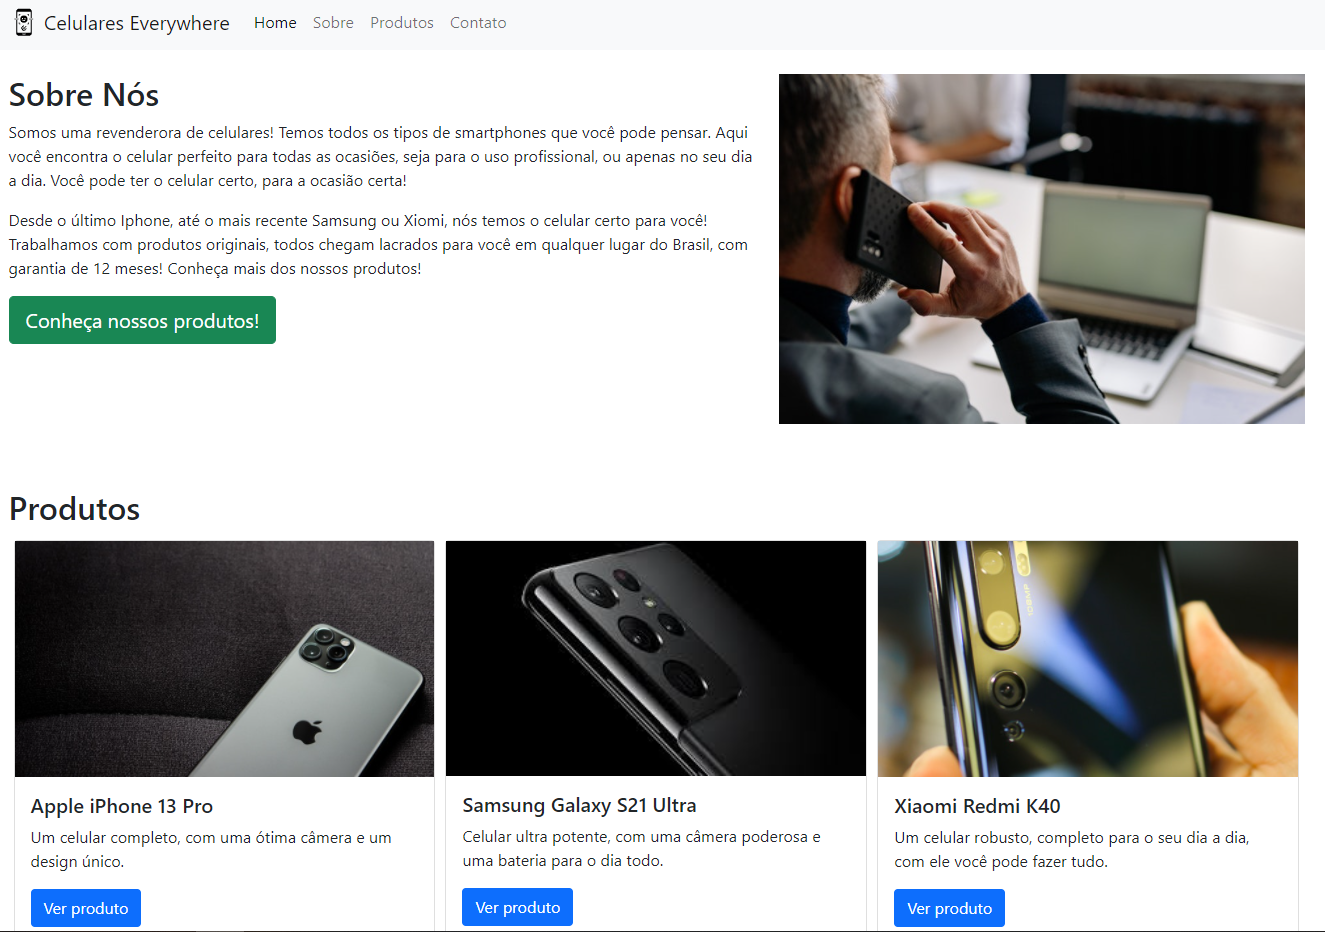 Celulares Everywhere Home Sobre Produtos Contato
Sobre Nós
Somos uma revenderora de celulares! Temos todos os tipos de smartphones que você pode pensar. Aqui
você encontra o celular perfeito para todas as ocasiões, seja para o uso profissional, ou apenas no seu dia
a dia. Você pode ter o celular certo, para a ocasião certa!
Desde o último Iphone, até o mais recente Samsung ou Xiomi, nós temos o celular certo para você!
Trabalhamos com produtos originais, todos chegam lacrados para você em qualquer lugar do Brasil, com
garantia de 12 meses! Conheça mais dos nossos produtos!
Conheça nossos produtos!
Produtos
108MP
Apple iPhone 13 Pro
Um celular completo, com uma ótima câmera e um
design único.
Ver produto
Samsung Galaxy S21 Ultra
Celular ultra potente, com uma câmera poderosa e
uma bateria para o dia todo.
Ver produto
Xiaomi Redmi K40
Um celular robusto, completo para o seu dia a dia,
com ele você pode fazer tudo.
Ver produto